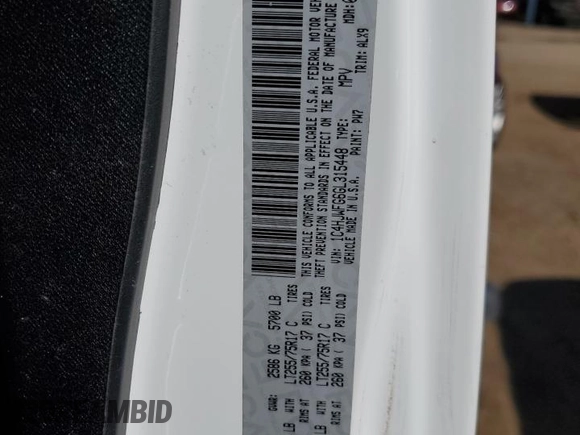 THIS VEHICLE CONFORMS TO ALL APPLICABLE U.S.A. FEDERAL MOTOR
THEFT PREVENTION STANDARDS IN EFFECT ON THE DATE OF MANUFACTURE
VIN: 1C4HJWFG6GL315448 TYPE: MPV MDH:
VEHICLE MADE IN U.S.A. PAINT: PW7 TRIM: ALX9
GVWR: 2586 KG 5700 LB
LB WITH LT255/75R17 C TIRES
RIMS AT 260 KPA ( 37 PSI) COLD
LB WITH LT255/75R17 C TIRES
RIMS AT 260 KPA ( 37 PSI) COLD